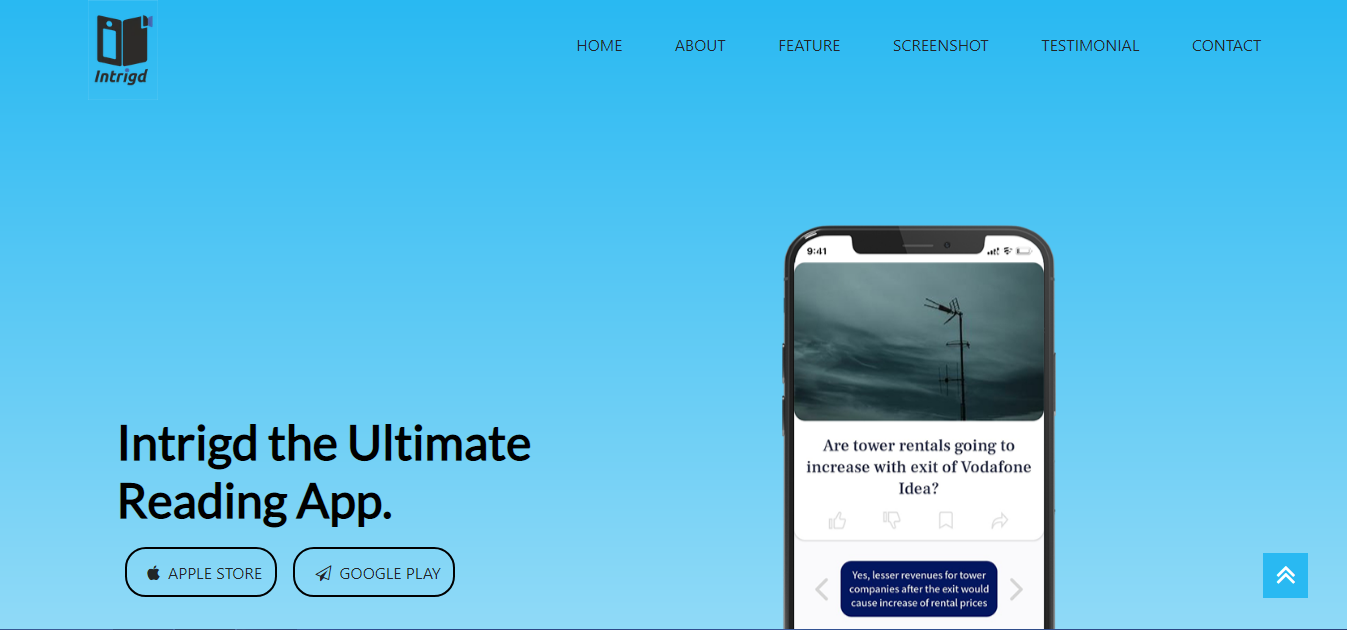 Intrigd
HOME
ABOUT
FEATURE
SCREENSHOT
TESTIMONIAL
CONTACT
Intrigd the Ultimate
Reading App.
APPLE STORE
GOOGLE PLAY
9:41
Are tower rentals going to
increase with exit of Vodafone
Idea?
Yes, lesser revenues for tower
companies after the exit would
cause increase of rental prices